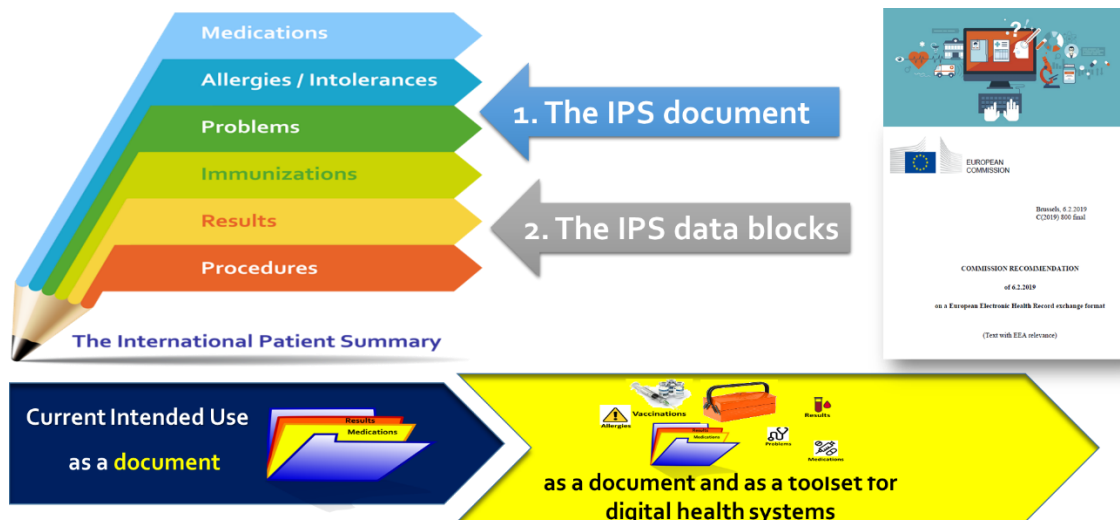 Medications
Allergies / Intolerances
Problems
Immunizations
Results
Procedures
The International Patient Summary
1. The IPS document
2. The IPS data blocks
?
EUROPEAN
COMMISSION
Brussels, 6.2.2019
C(2019) 800 final
COMMISSION RECOMMENDATION
of 6.2.2019
on a European Electronic Health Record exchange format
(Text with EEA relevance)
Current Intended Use
as a document
Results
Medications
Vaccinations
Allergies
Results
Results
Medications
Problems
Medications
as a document and as a toolset for
digital health systems